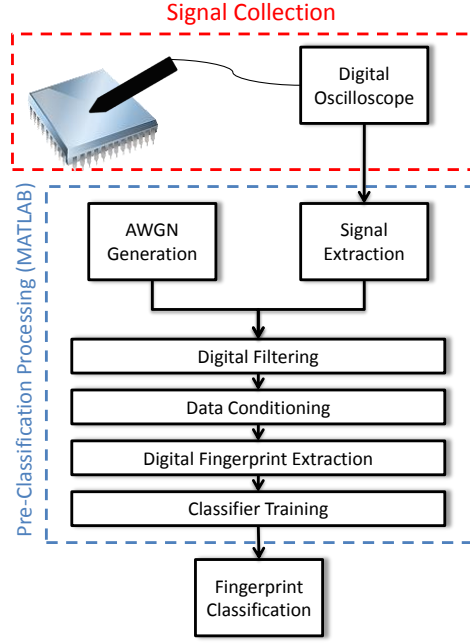 Signal Collection
Digital
Oscilloscope
Pre-Classification Processing (MATLAB)
AWGN
Generation
Signal
Extraction
Digital Filtering
Data Conditioning
Digital Fingerprint Extraction
Classifier Training
Fingerprint
Classification